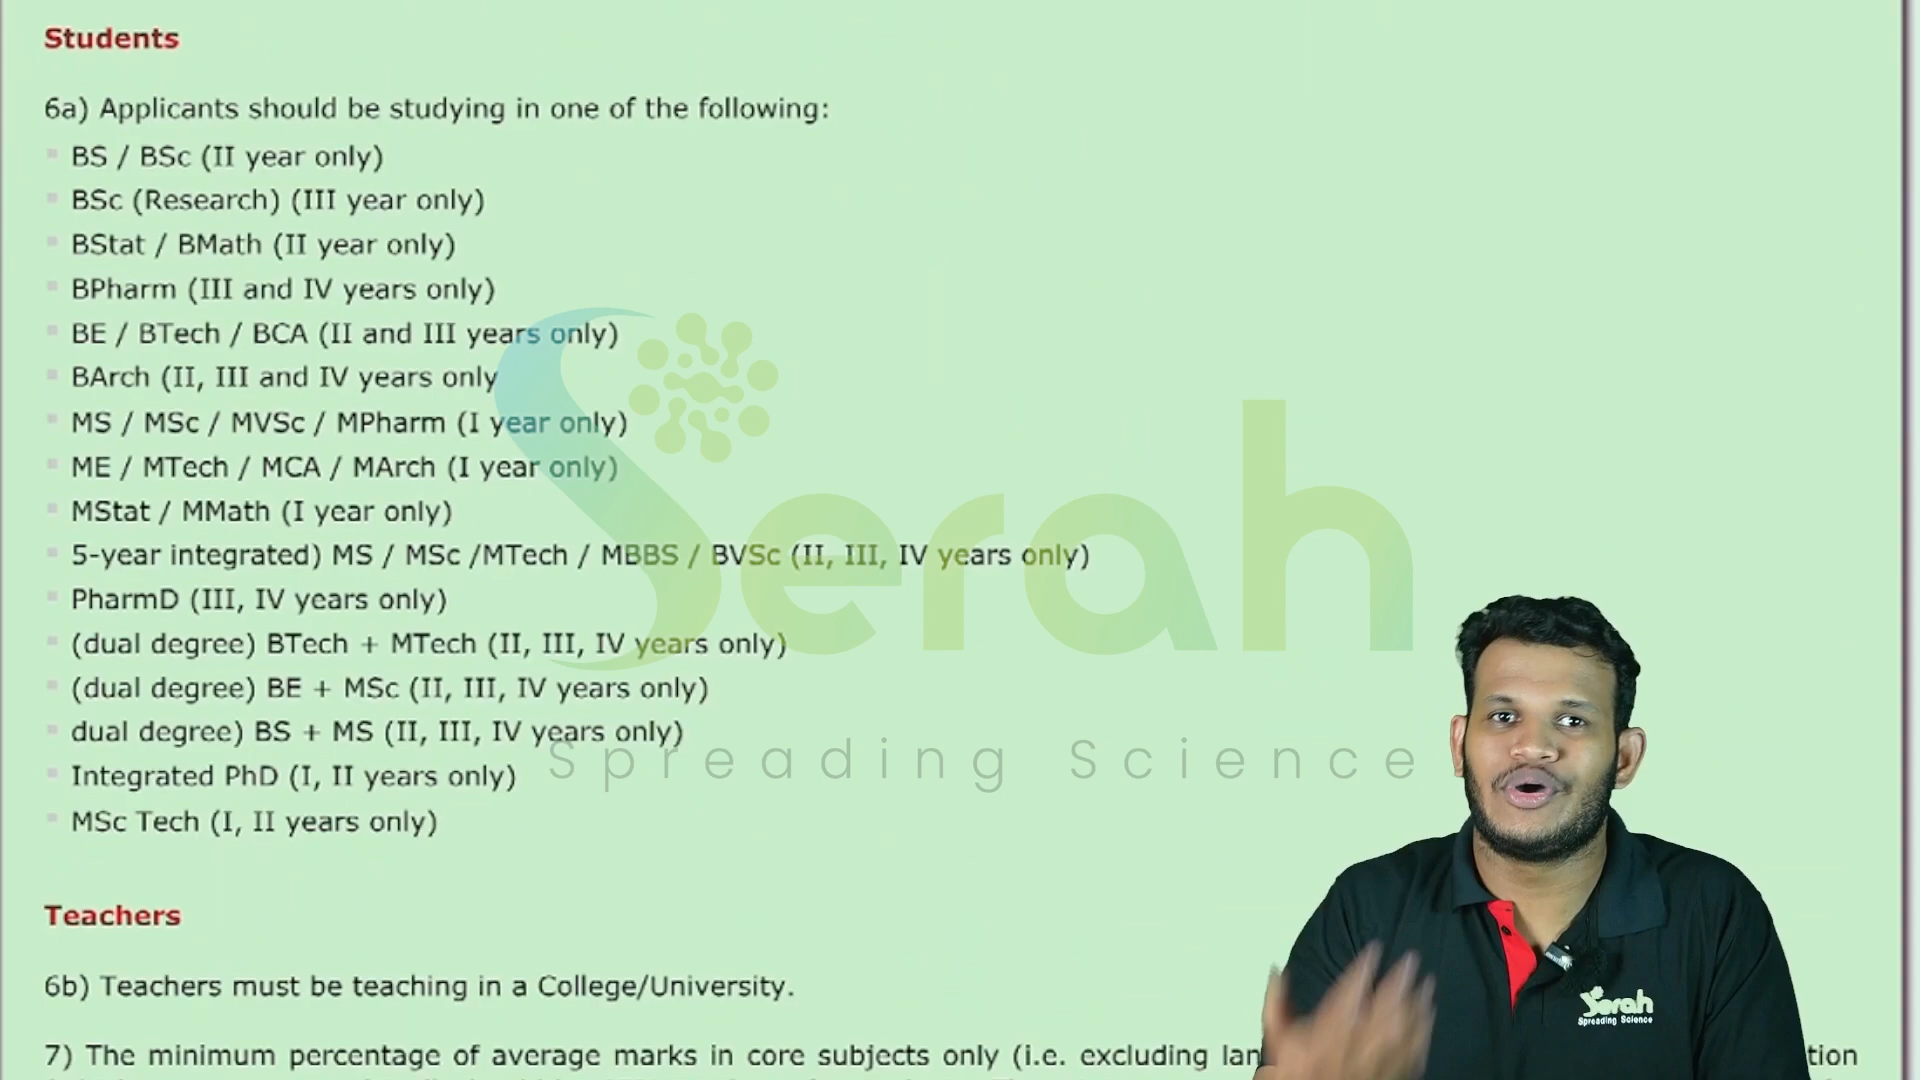 Students
6a) Applicants should be studying in one of the following:
BS / BSc (II year only)
BSc (Research) (III year only)
BStat / BMath (II year only)
BPharm (III and IV years only)
BE / BTech / BCA (II and III years only)
BArch (II, III and IV years only
MS / MSc / MVSc / MPharm (I year only)
ME / MTech / MCA / MArch (I year only)
MStat / MMath (I year only)
5-year integrated) MS / MSc /MTech / MBBS / BVSc (II, III, IV years only)
PharmD (III, IV years only)
(dual degree) BTech + MTech (II, III, IV years only)
(dual degree) BE + MSc (II, III, IV years only)
dual degree) BS + MS (II, III, IV years only)
Integrated PhD (I, II years only)
MSc Tech (I, II years only)
Teachers
6b) Teachers must be teaching in a College/University.
7) The minimum percentage of average marks in core subjects only (i.e. excluding lan tion
Serah
Spreading Science
Serah
Spreading Science